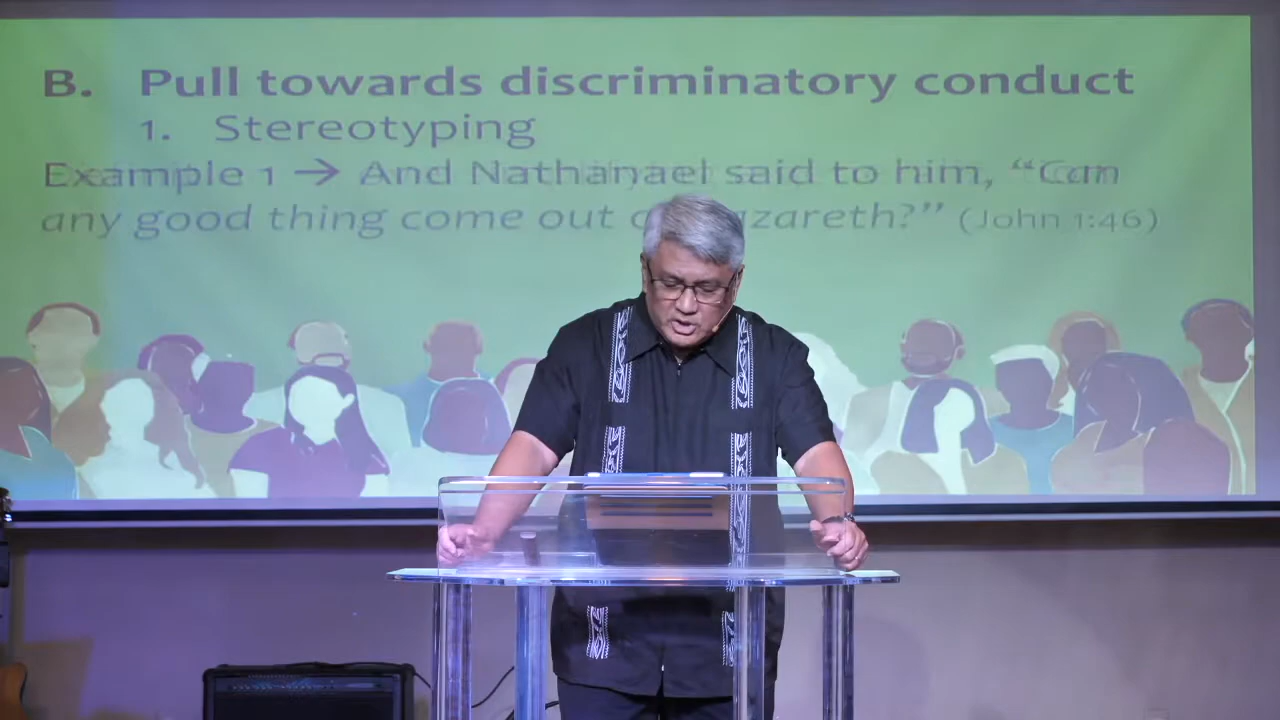 B. Pull towards discriminatory conduct
1. Stereotyping
Example 1 → And Nathanael said to him, “Can
any good thing come out azareth?” (John 1:46)